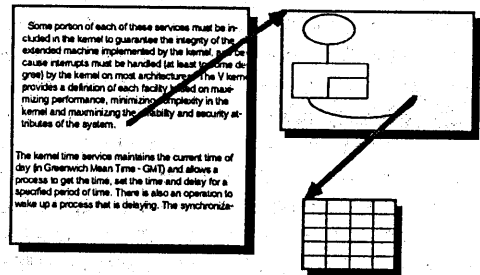 Some portion of each of these services must be in-
cluded in the kernel to guarantee the integrity of the
extended machine implemented by the kernel, and be-
cause interrupts must be handled (at least to some de-
gree) by the kernel on most architectures. The V kernel
provides a definition of each facility based on maxi-
mizing performance, minimizing complexity in the
kernel and maxmizing the reliability and security at-
tributes of the system.
The kernel time service maintains the current time of
day (in Greenwich Mean Time - GMT) and allows a
process to get the time, set the time and delay for a
specified period of time. There is also an operation to
wake up a process that is delaying. The synchroniza-